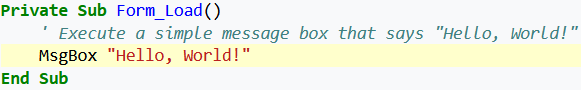 Private Sub Form_Load()
    ' Execute a simple message box that says "Hello, World!"
    MsgBox "Hello, World!"
End Sub